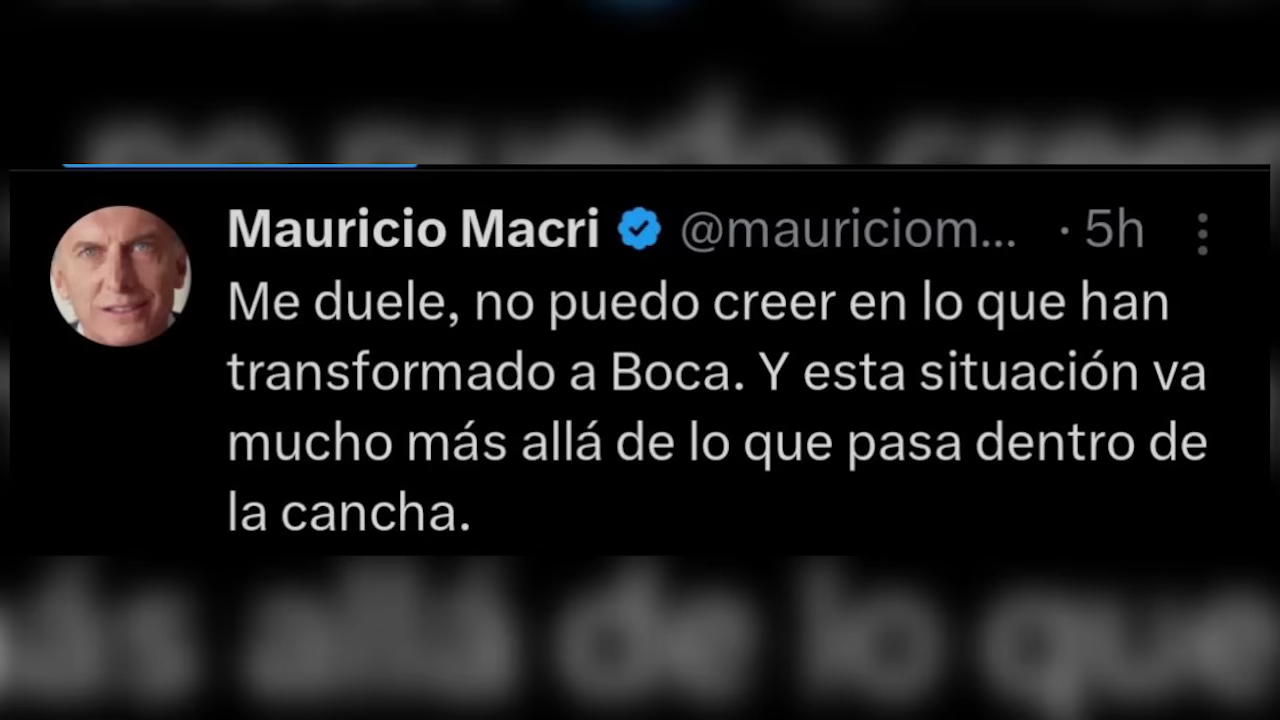 Mauricio Macri @mauriciom... · 5h
Me duele, no puedo creer en lo que han
transformado a Boca. Y esta situación va
mucho más allá de lo que pasa dentro de
la cancha.